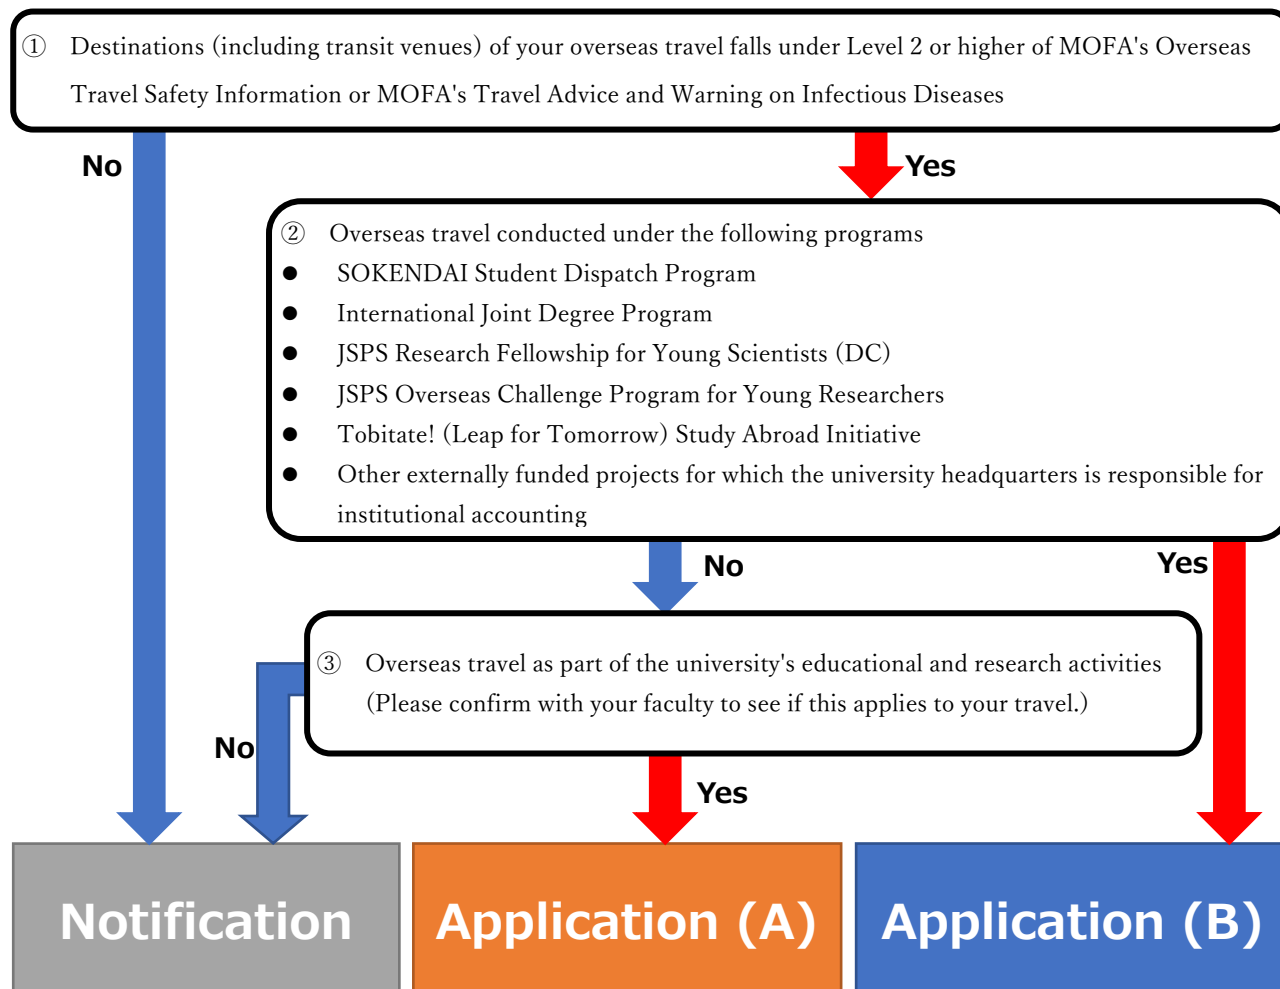 ① Destinations (including transit venues) of your overseas travel falls under Level 2 or higher of MOFA's Overseas
Travel Safety Information or MOFA's Travel Advice and Warning on Infectious Diseases
No
Yes
② Overseas travel conducted under the following programs
● SOKENDAI Student Dispatch Program
● International Joint Degree Program
● JSPS Research Fellowship for Young Scientists (DC)
● JSPS Overseas Challenge Program for Young Researchers
● Tobitate! (Leap for Tomorrow) Study Abroad Initiative
● Other externally funded projects for which the university headquarters is responsible for
institutional accounting
No
Yes
③ Overseas travel as part of the university's educational and research activities
(Please confirm with your faculty to see if this applies to your travel.)
No
Yes
Notification
Application (A)
Application (B)